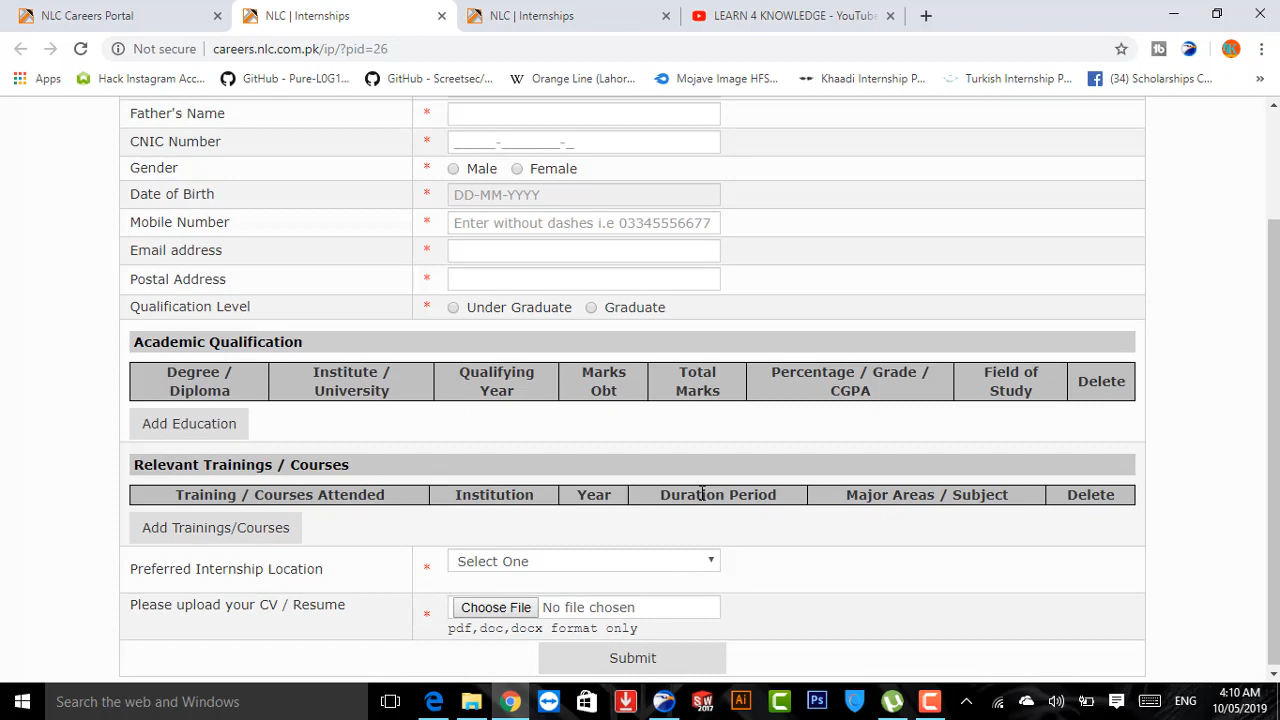 NLC Careers Portal
NLC | Internships
NLC | Internships
LEARN 4 KNOWLEDGE - YouTube
Not secure
careers.nlc.com.pk/ip/?pid=26
Apps
Hack Instagram Acc...
GitHub - Pure-L0G1...
GitHub - Screetsec/...
Orange Line (Lahor...
Mojave Image HFS...
Khaadi Internship P...
Turkish Internship P...
(34) Scholarships C...
»
Father's Name *
CNIC Number * _____-_______-_
Gender * Male Female
Date of Birth * DD-MM-YYYY
Mobile Number * Enter without dashes i.e 03345556677
Email address *
Postal Address *
Qualification Level * Under Graduate Graduate
Academic Qualification
Degree / Diploma
Institute / University
Qualifying Year
Marks Obt
Total Marks
Percentage / Grade / CGPA
Field of Study
Delete
Add Education
Relevant Trainings / Courses
Training / Courses Attended
Institution
Year
Duration Period
Major Areas / Subject
Delete
Add Trainings/Courses
Preferred Internship Location * Select One
Please upload your CV / Resume * Choose File No file chosen
pdf,doc,docx format only
Submit
Search the Web and Windows
SW 2017
Ai
Ps
ENG
4:10 AM
10/05/2019